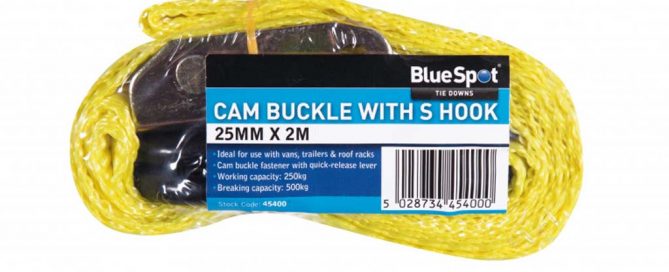 BlueSpot
TIE DOWNS
CAM BUCKLE WITH S HOOK
25MM X 2M
· Ideal for use with vans, trailers & roof racks
· Cam buckle fastener with quick-release lever
· Working capacity: 250kg
· Breaking capacity: 500kg
Stock Code: 45400
5 028734 454000